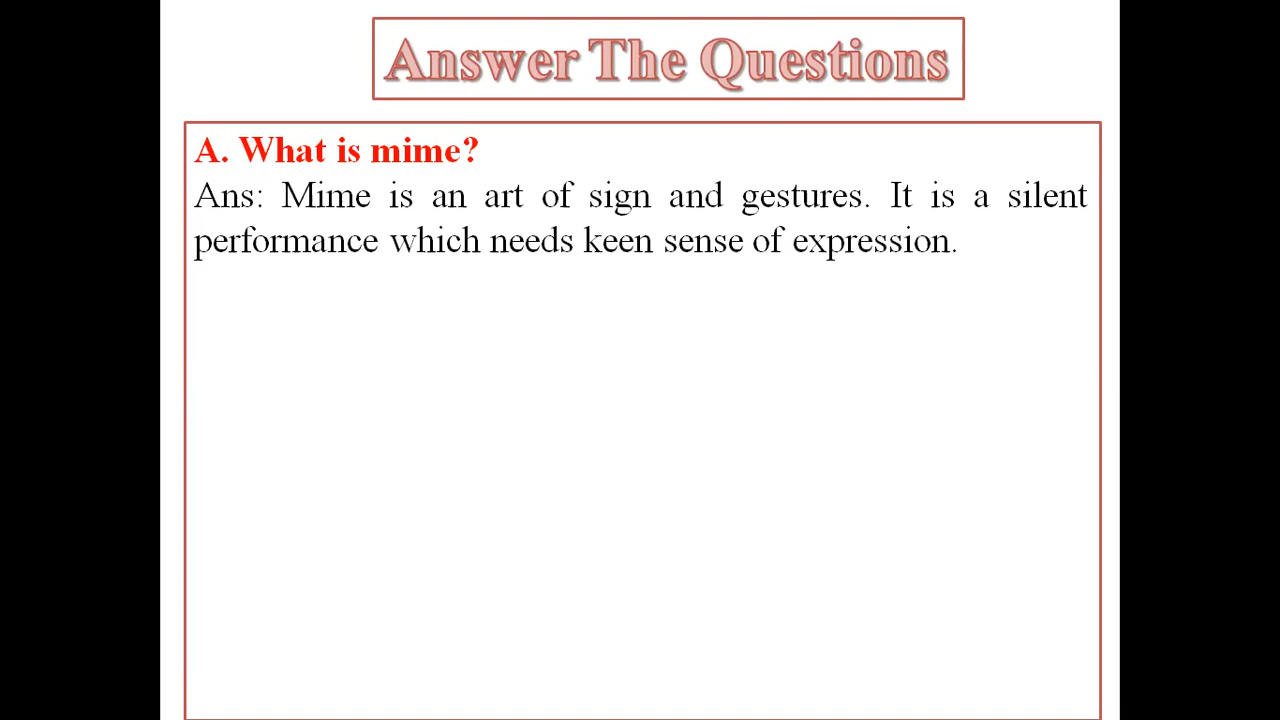 Answer The Questions
A. What is mime?
Ans: Mime is an art of sign and gestures. It is a silent
performance which needs keen sense of expression.